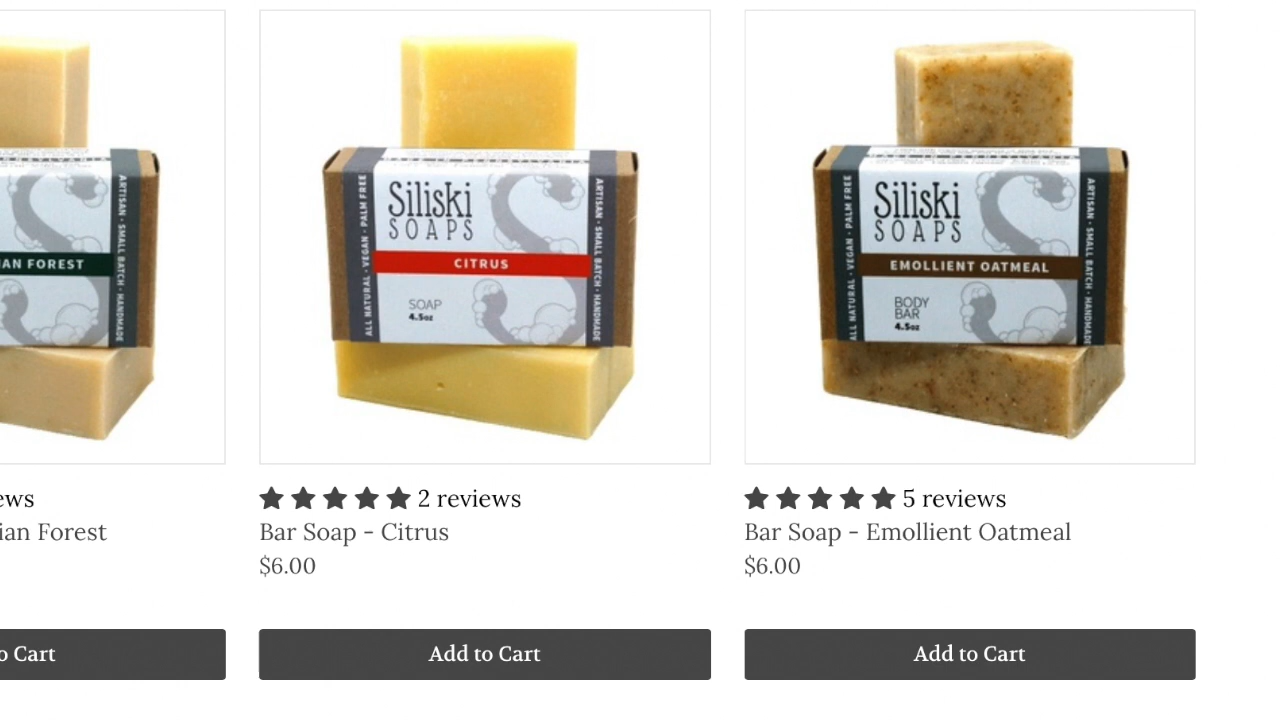 IAN FOREST
ARTISAN · SMALL BATCH · HANDMADE
ews
ian Forest
o Cart
ALL NATURAL · VEGAN · PALM FREE
Siliski
SOAPS
CITRUS
SOAP
4.5oz
ARTISAN · SMALL BATCH · HANDMADE
2 reviews
Bar Soap - Citrus
$6.00
Add to Cart
ALL NATURAL · VEGAN · PALM FREE
Siliski
SOAPS
EMOLLIENT OATMEAL
BODY
BAR
4.5oz
ARTISAN · SMALL BATCH · HANDMADE
5 reviews
Bar Soap - Emollient Oatmeal
$6.00
Add to Cart